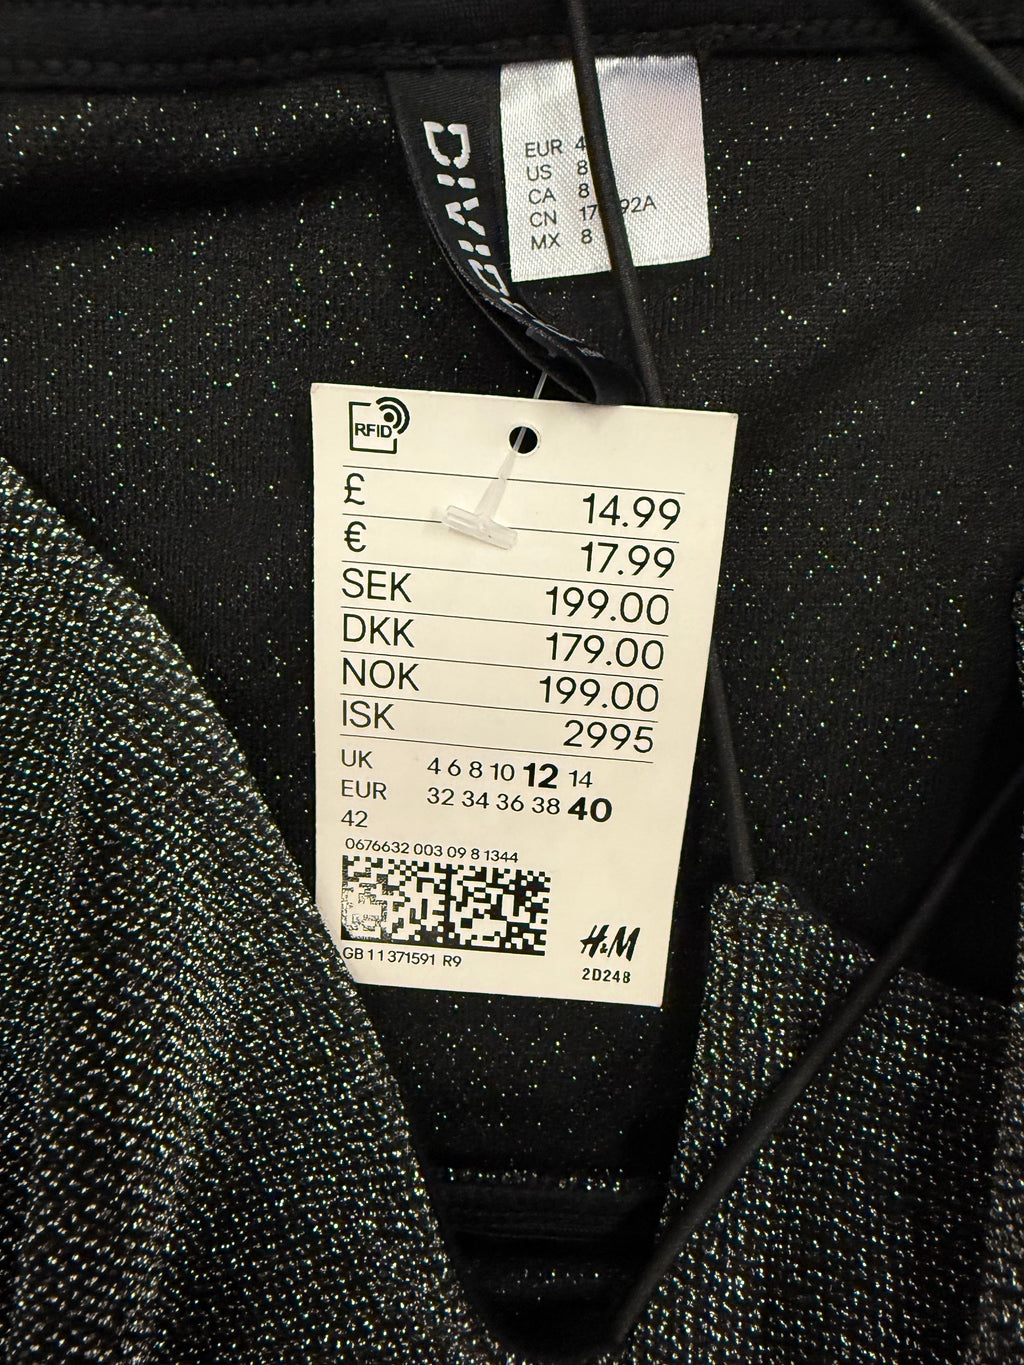 DIVIDED
EUR 4
US 8
CA 8
CN 17 92A
MX 8
RFID
£ 14.99
€ 17.99
SEK 199.00
DKK 179.00
NOK 199.00
ISK 2995
UK 4 6 8 10 12 14
EUR 32 34 36 38 40
42
0676632 003 09 8 1344
GB 11 371591 R9
H&M
2D248